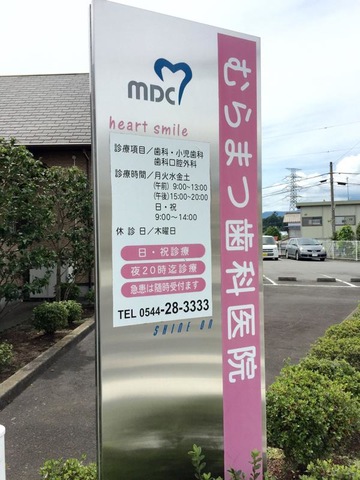 MDC
heart smile
診療項目／歯科・小児歯科
歯科口腔外科
診療時間／月火水金土
(午前) 9:00~13:00
(午後)15:00~20:00
日・祝
9:00~14:00
休診日／木曜日
日・祝診療
夜20時迄診療
急患は随時受付ます
TEL 0544-28-3333
SHIDE DO
むらまつ歯科医院